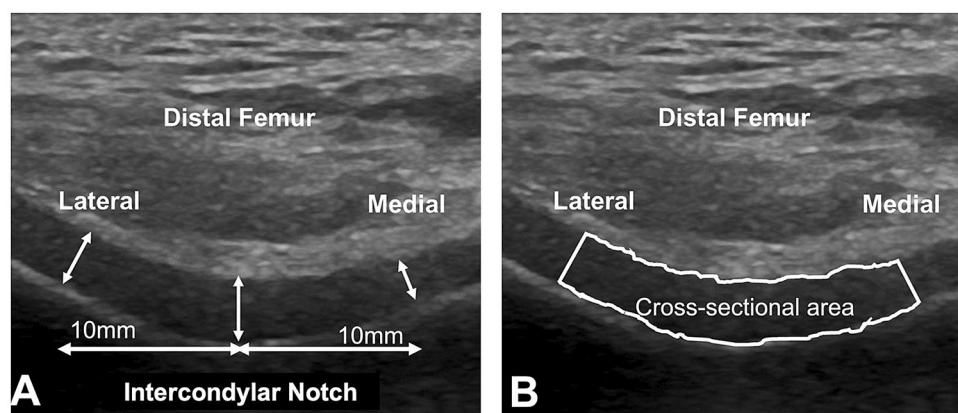 Distal Femur
Lateral
Medial
10mm
10mm
Intercondylar Notch
A
Distal Femur
Lateral
Medial
Cross-sectional area
B